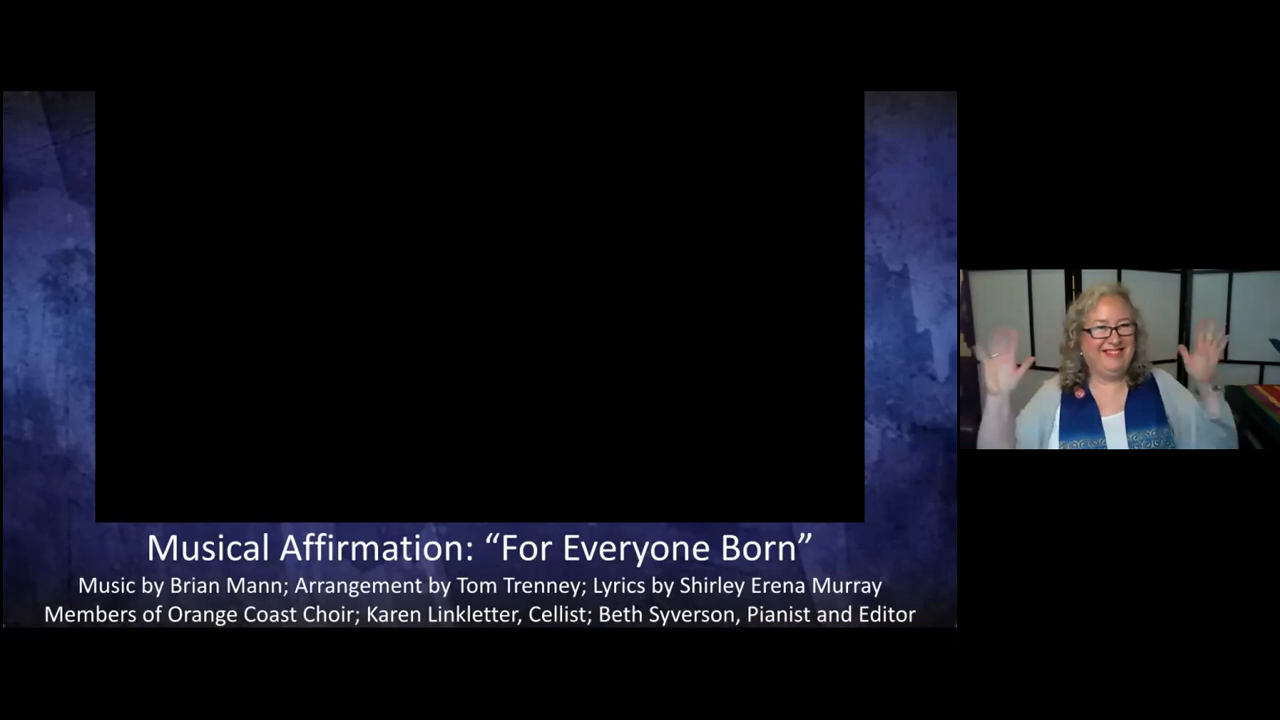 Musical Affirmation: “For Everyone Born”
Music by Brian Mann; Arrangement by Tom Trenney; Lyrics by Shirley Erena Murray
Members of Orange Coast Choir; Karen Linkletter, Cellist; Beth Syverson, Pianist and Editor